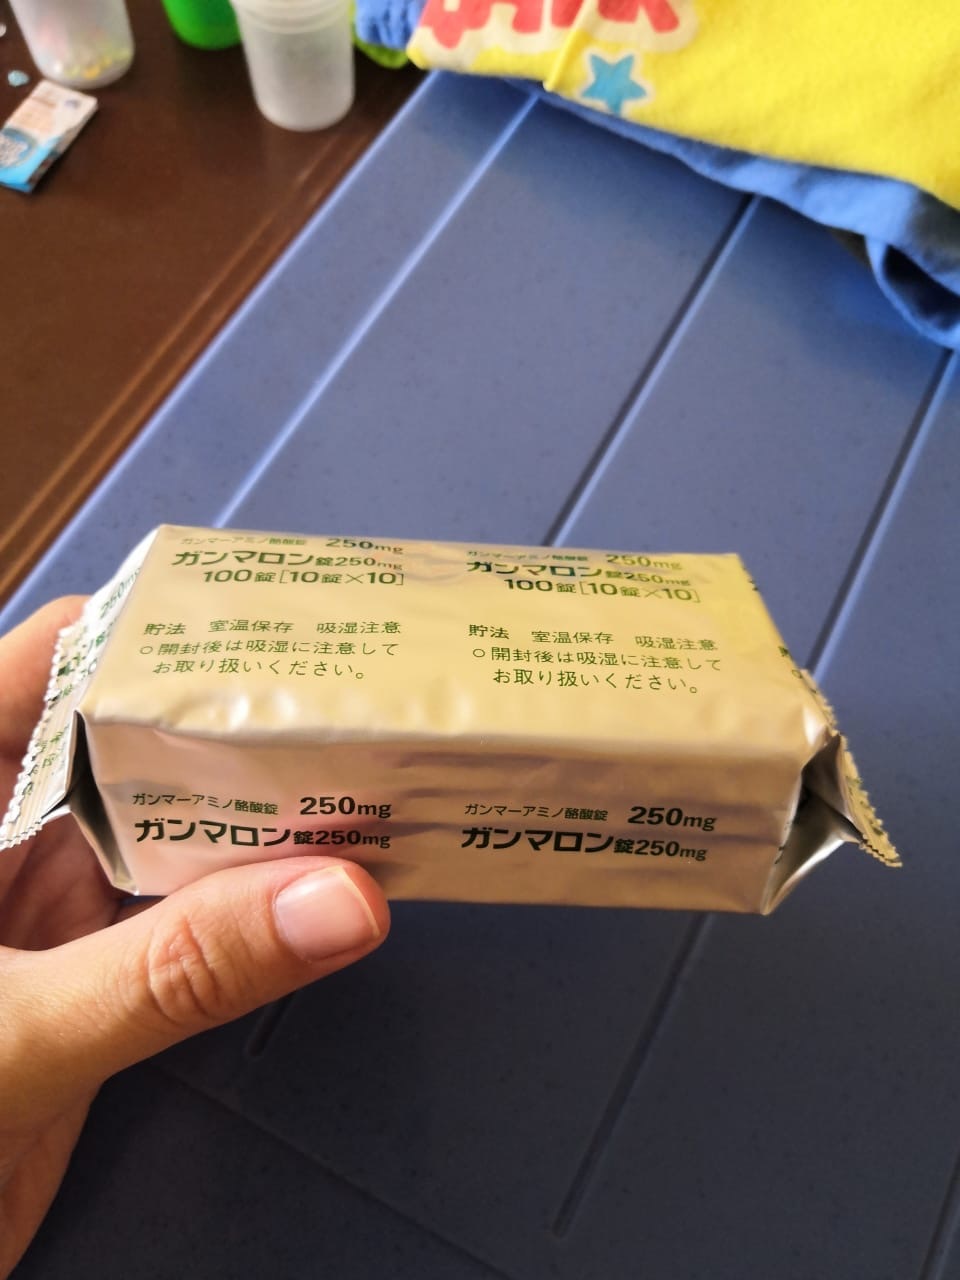 ガンマーアミノ酪酸錠 250mg
ガンマロン錠250mg
100錠[10錠×10]
貯法 室温保存 吸湿注意
○開封後は吸湿に注意して
お取り扱いください。
ガンマーアミノ酪酸錠 250mg
ガンマロン錠250mg
100錠[10錠×10]
貯法 室温保存 吸湿注意
○開封後は吸湿に注意して
お取り扱いください。
ガンマーアミノ酪酸錠 250mg
ガンマロン錠250mg
ガンマーアミノ酪酸錠 250mg
ガンマロン錠250mg
250mg